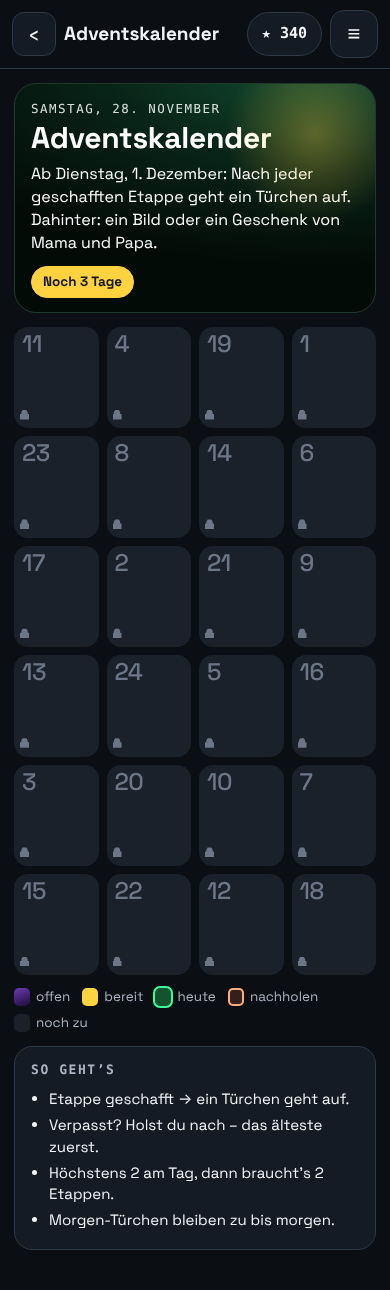 <
Adventskalender
★ 340
≡
SAMSTAG, 28. NOVEMBER
Adventskalender
Ab Dienstag, 1. Dezember: Nach jeder
geschafften Etappe geht ein Türchen auf.
Dahinter: ein Bild oder ein Geschenk von
Mama und Papa.
Noch 3 Tage
11 4 19 1
23 8 14 6
17 2 21 9
13 24 5 16
3 20 10 7
15 22 12 18
offen bereit heute nachholen
noch zu
SO GEHT'S
• Etappe geschafft → ein Türchen geht auf.
• Verpasst? Holst du nach – das älteste
zuerst.
• Höchstens 2 am Tag, dann braucht's 2
Etappen.
• Morgen-Türchen bleiben zu bis morgen.